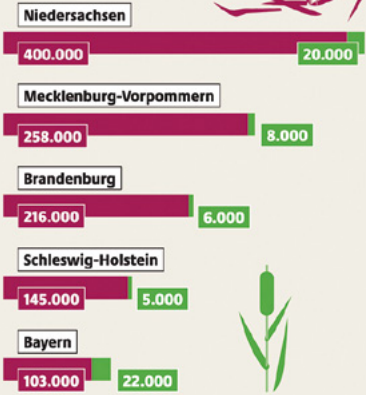 Niedersachsen
400.000 20.000
Mecklenburg-Vorpommern
258.000 8.000
Brandenburg
216.000 6.000
Schleswig-Holstein
145.000 5.000
Bayern
103.000 22.000